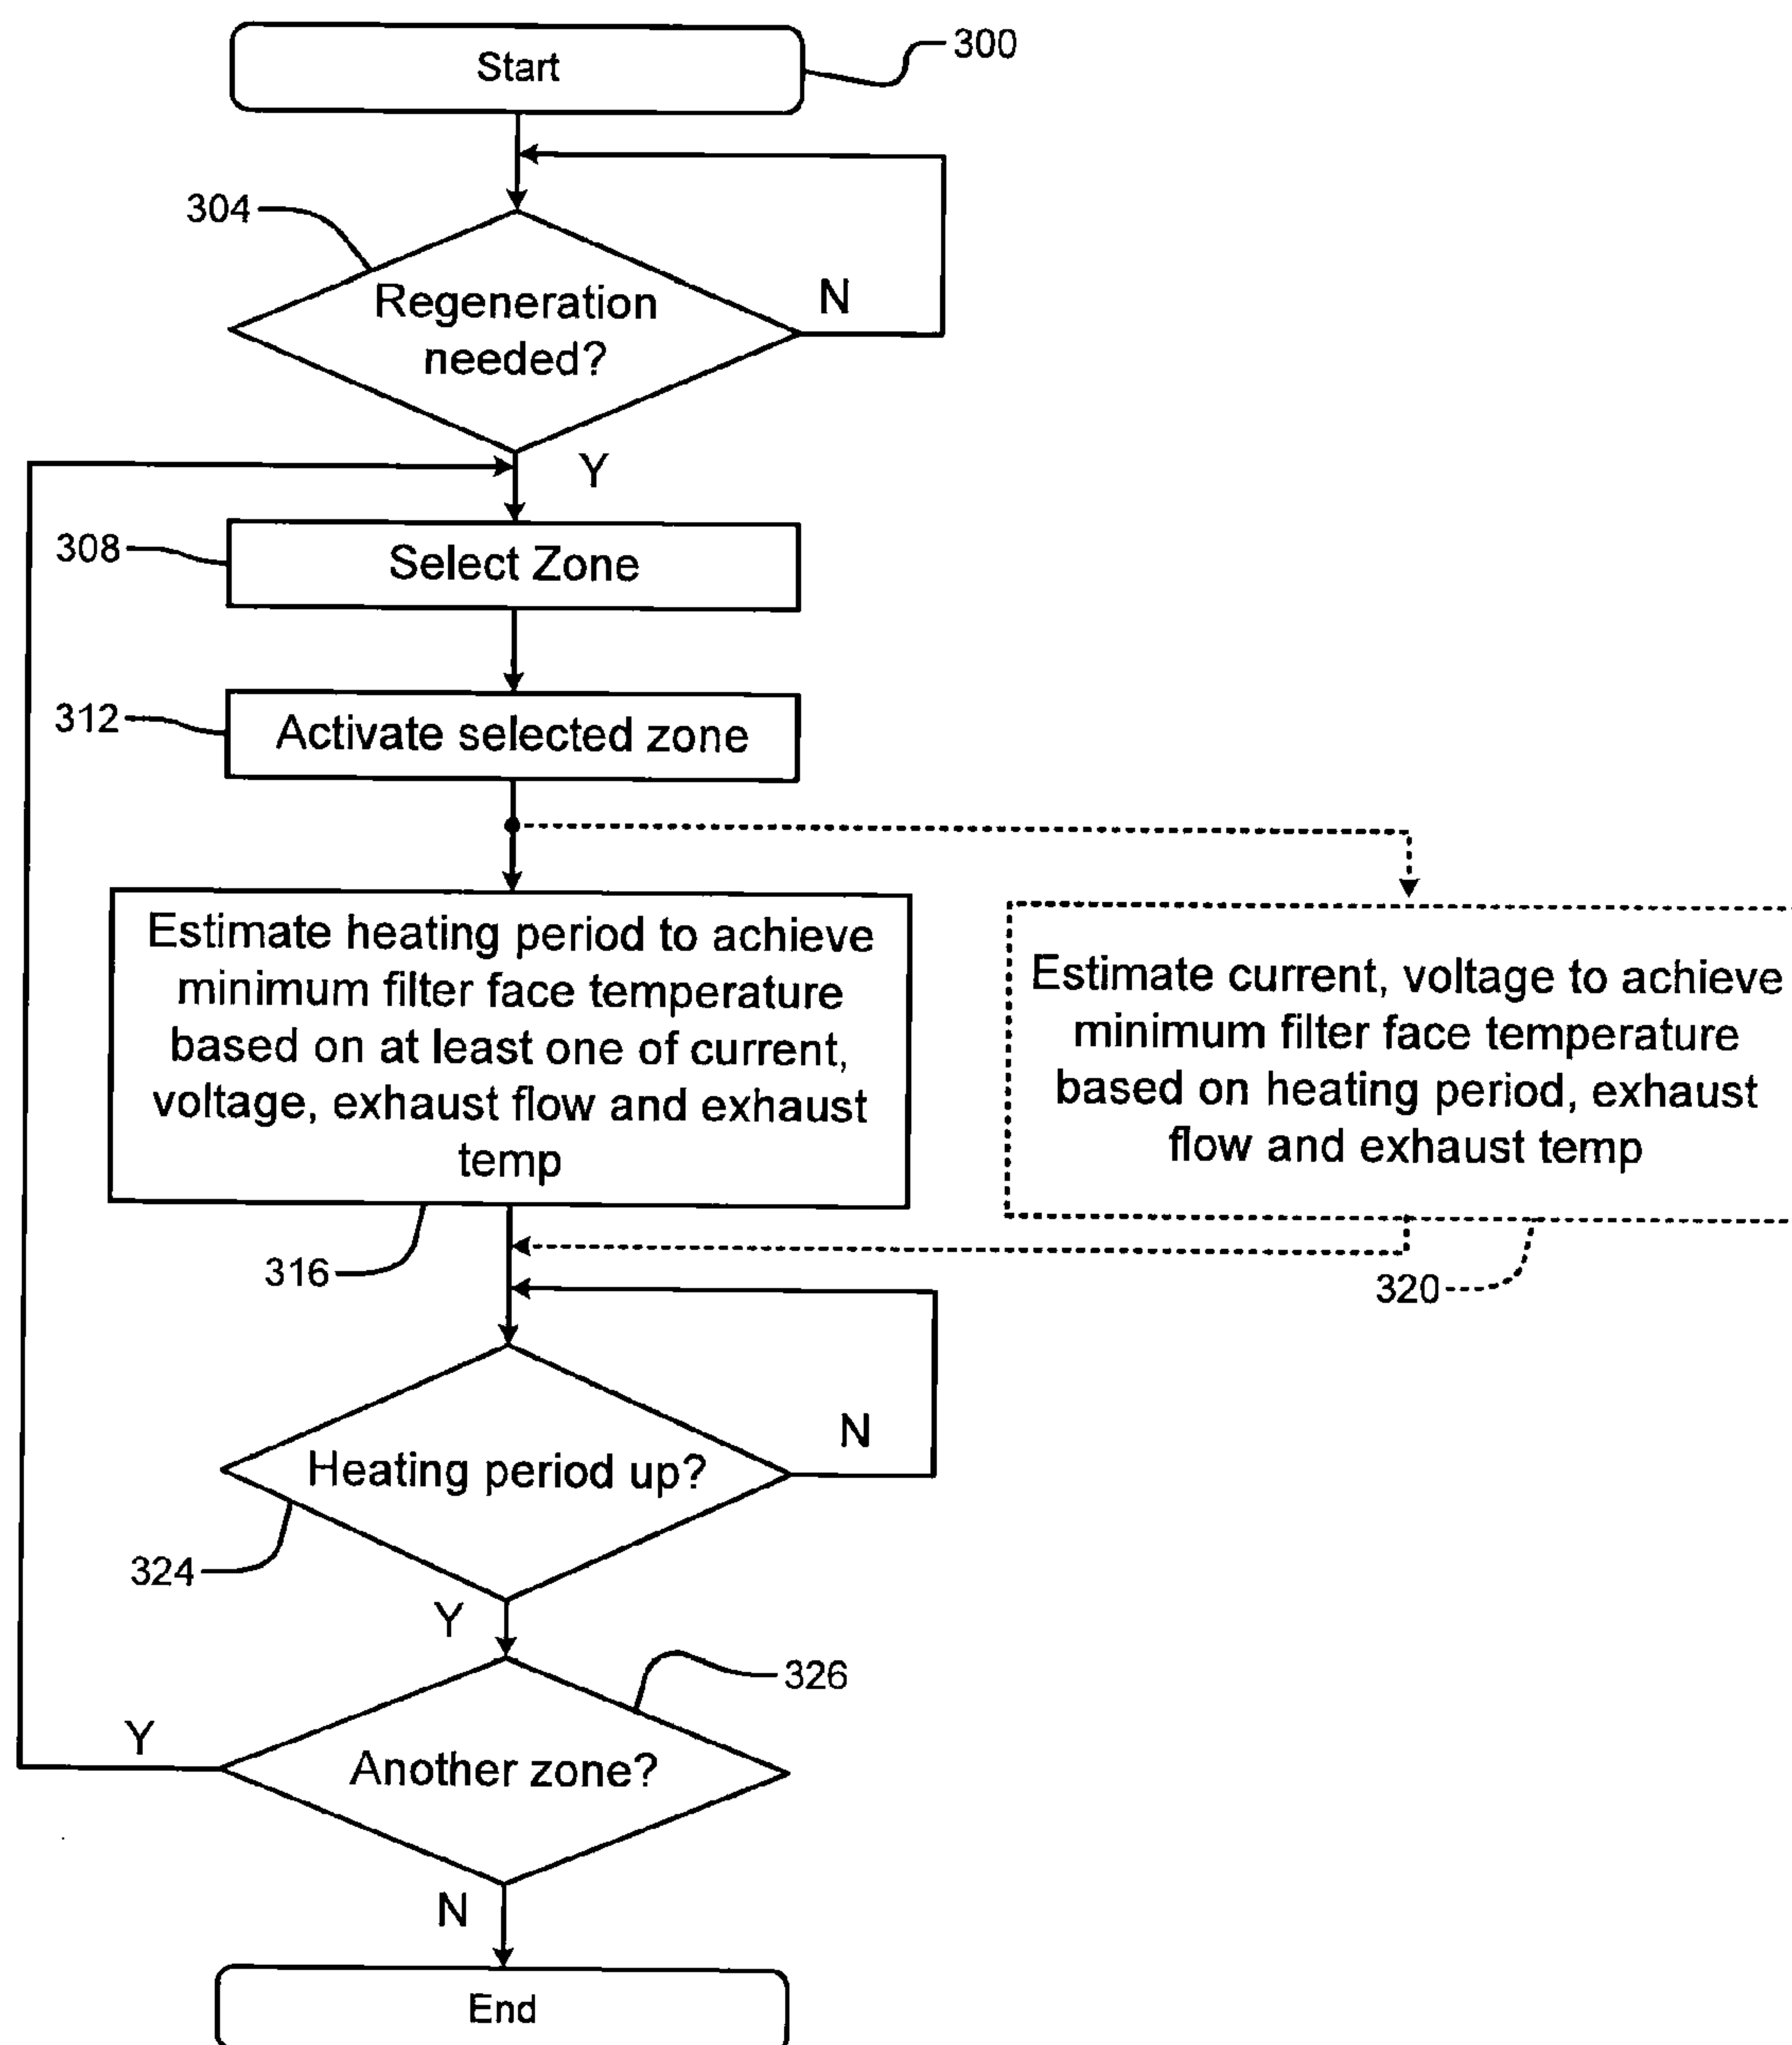 Start
300
304
Regeneration
needed?
N
Y
308
Select Zone
312
Activate selected zone
Estimate heating period to achieve
minimum filter face temperature
based on at least one of current,
voltage, exhaust flow and exhaust
temp
Estimate current, voltage to achieve
minimum filter face temperature
based on heating period, exhaust
flow and exhaust temp
316
320
N
Heating period up?
324
Y
326
Y
Another zone?
N
End